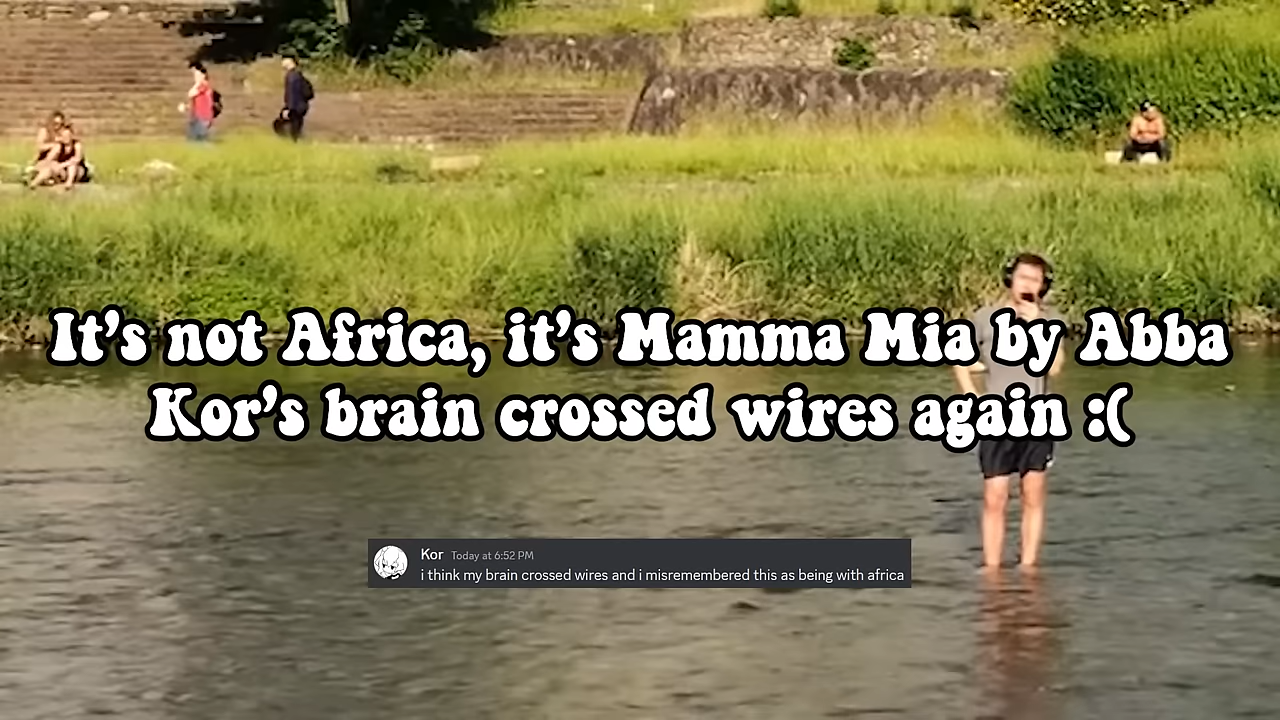 It's not Africa, it's Mamma Mia by Abba
Kor's brain crossed wires again :(
Kor Today at 6:52 PM
i think my brain crossed wires and i misremembered this as being with africa